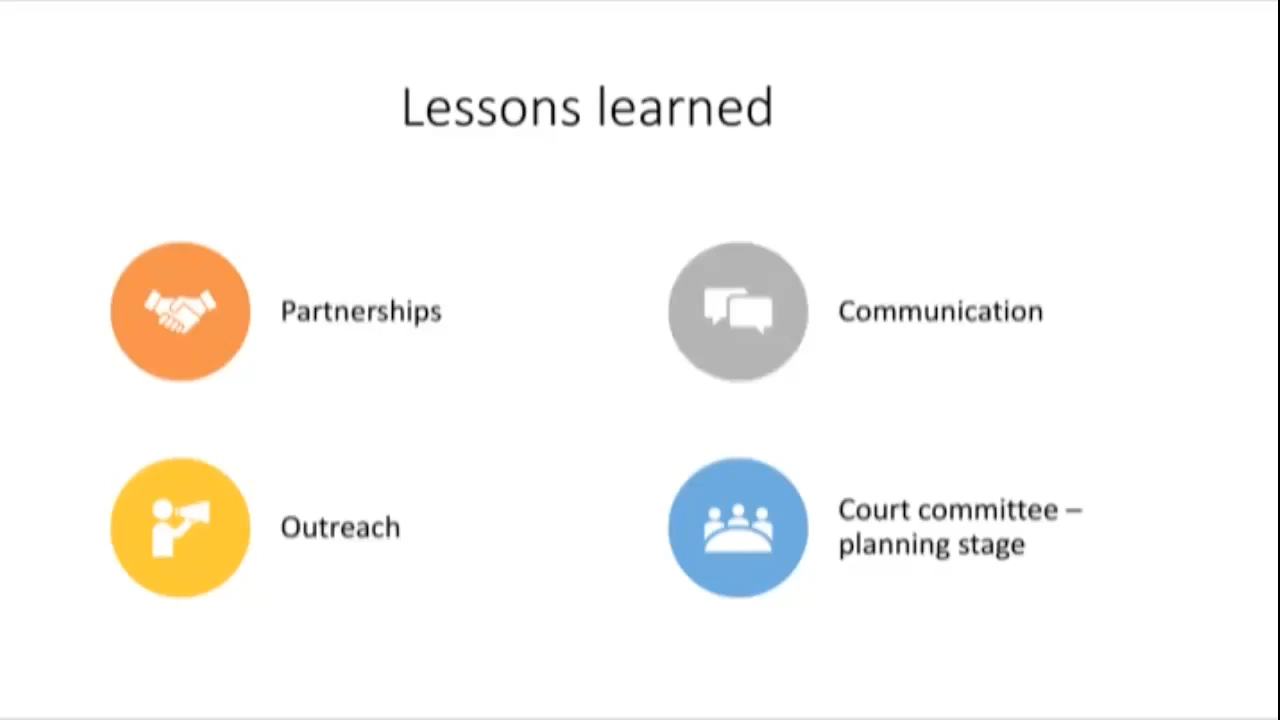 Lessons learned
Partnerships
Communication
Outreach
Court committee –
planning stage